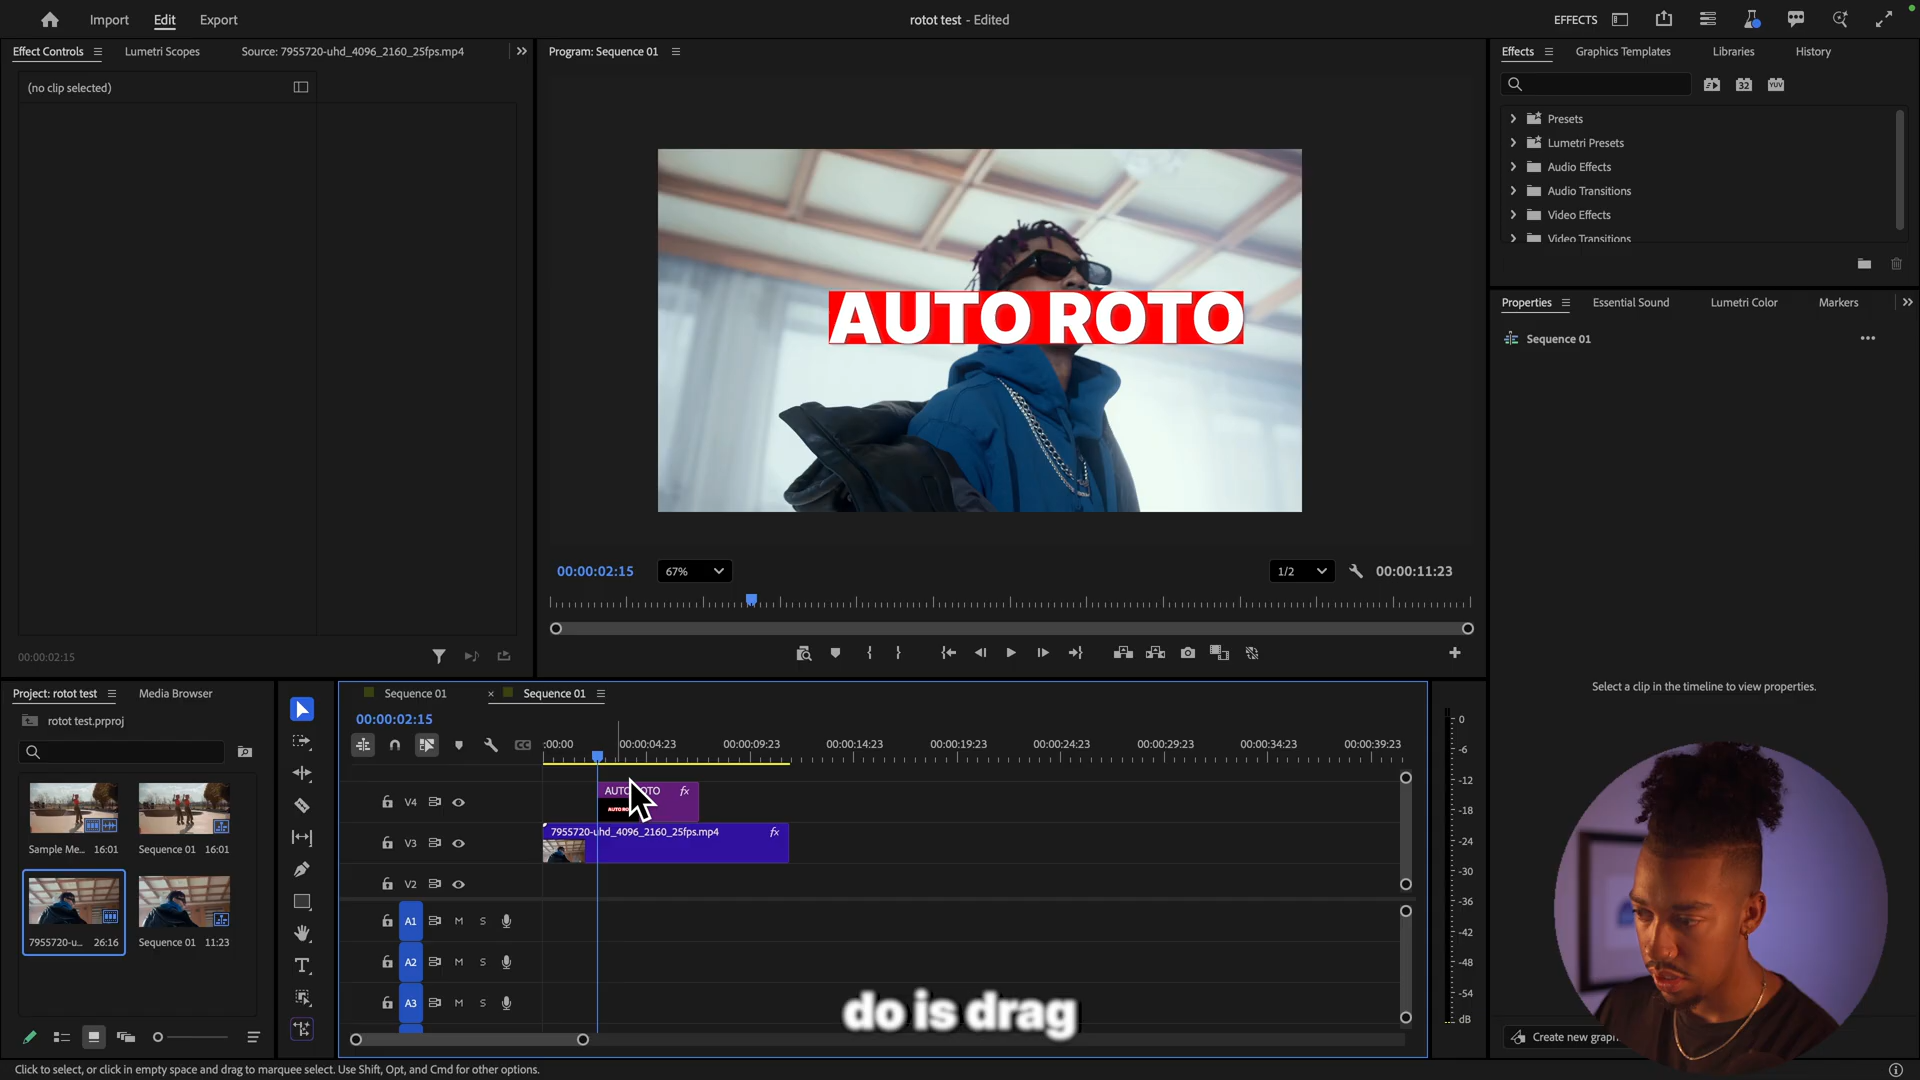 Import
Edit
Export
rotot test - Edited
EFFECTS
Effect Controls
Lumetri Scopes
Source: 7955720-uhd_4096_2160_25fps.mp4
Program: Sequence 01
Effects
Graphics Templates
Libraries
History
(no clip selected)
Presets
Lumetri Presets
Audio Effects
Audio Transitions
Video Effects
Video Transitions
32
YUV
AUTO ROTO
Properties
Essential Sound
Lumetri Color
Markers
Sequence 01
00:00:02:15
67%
1/2
00:00:11:23
00:00:02:15
Select a clip in the timeline to view properties.
Project: rotot test
Media Browser
rotot test.prproj
Sample Me... 16:01
Sequence 01 16:01
7955720-u... 26:16
Sequence 01 11:23
Sequence 01
Sequence 01
00:00:02:15
CC
:00:00
00:00:04:23
00:00:09:23
00:00:14:23
00:00:19:23
00:00:24:23
00:00:29:23
00:00:34:23
00:00:39:23
V4
fx
V3
7955720-uhd_4096_2160_25fps.mp4
fx
V2
A1 M S
A2 M S
A3 M S
0
-6
-12
-18
-24
-30
-36
-42
-48
-54
dB
do is drag
Click to select, or click in empty space and drag to marquee select. Use Shift, Opt, and Cmd for other options.